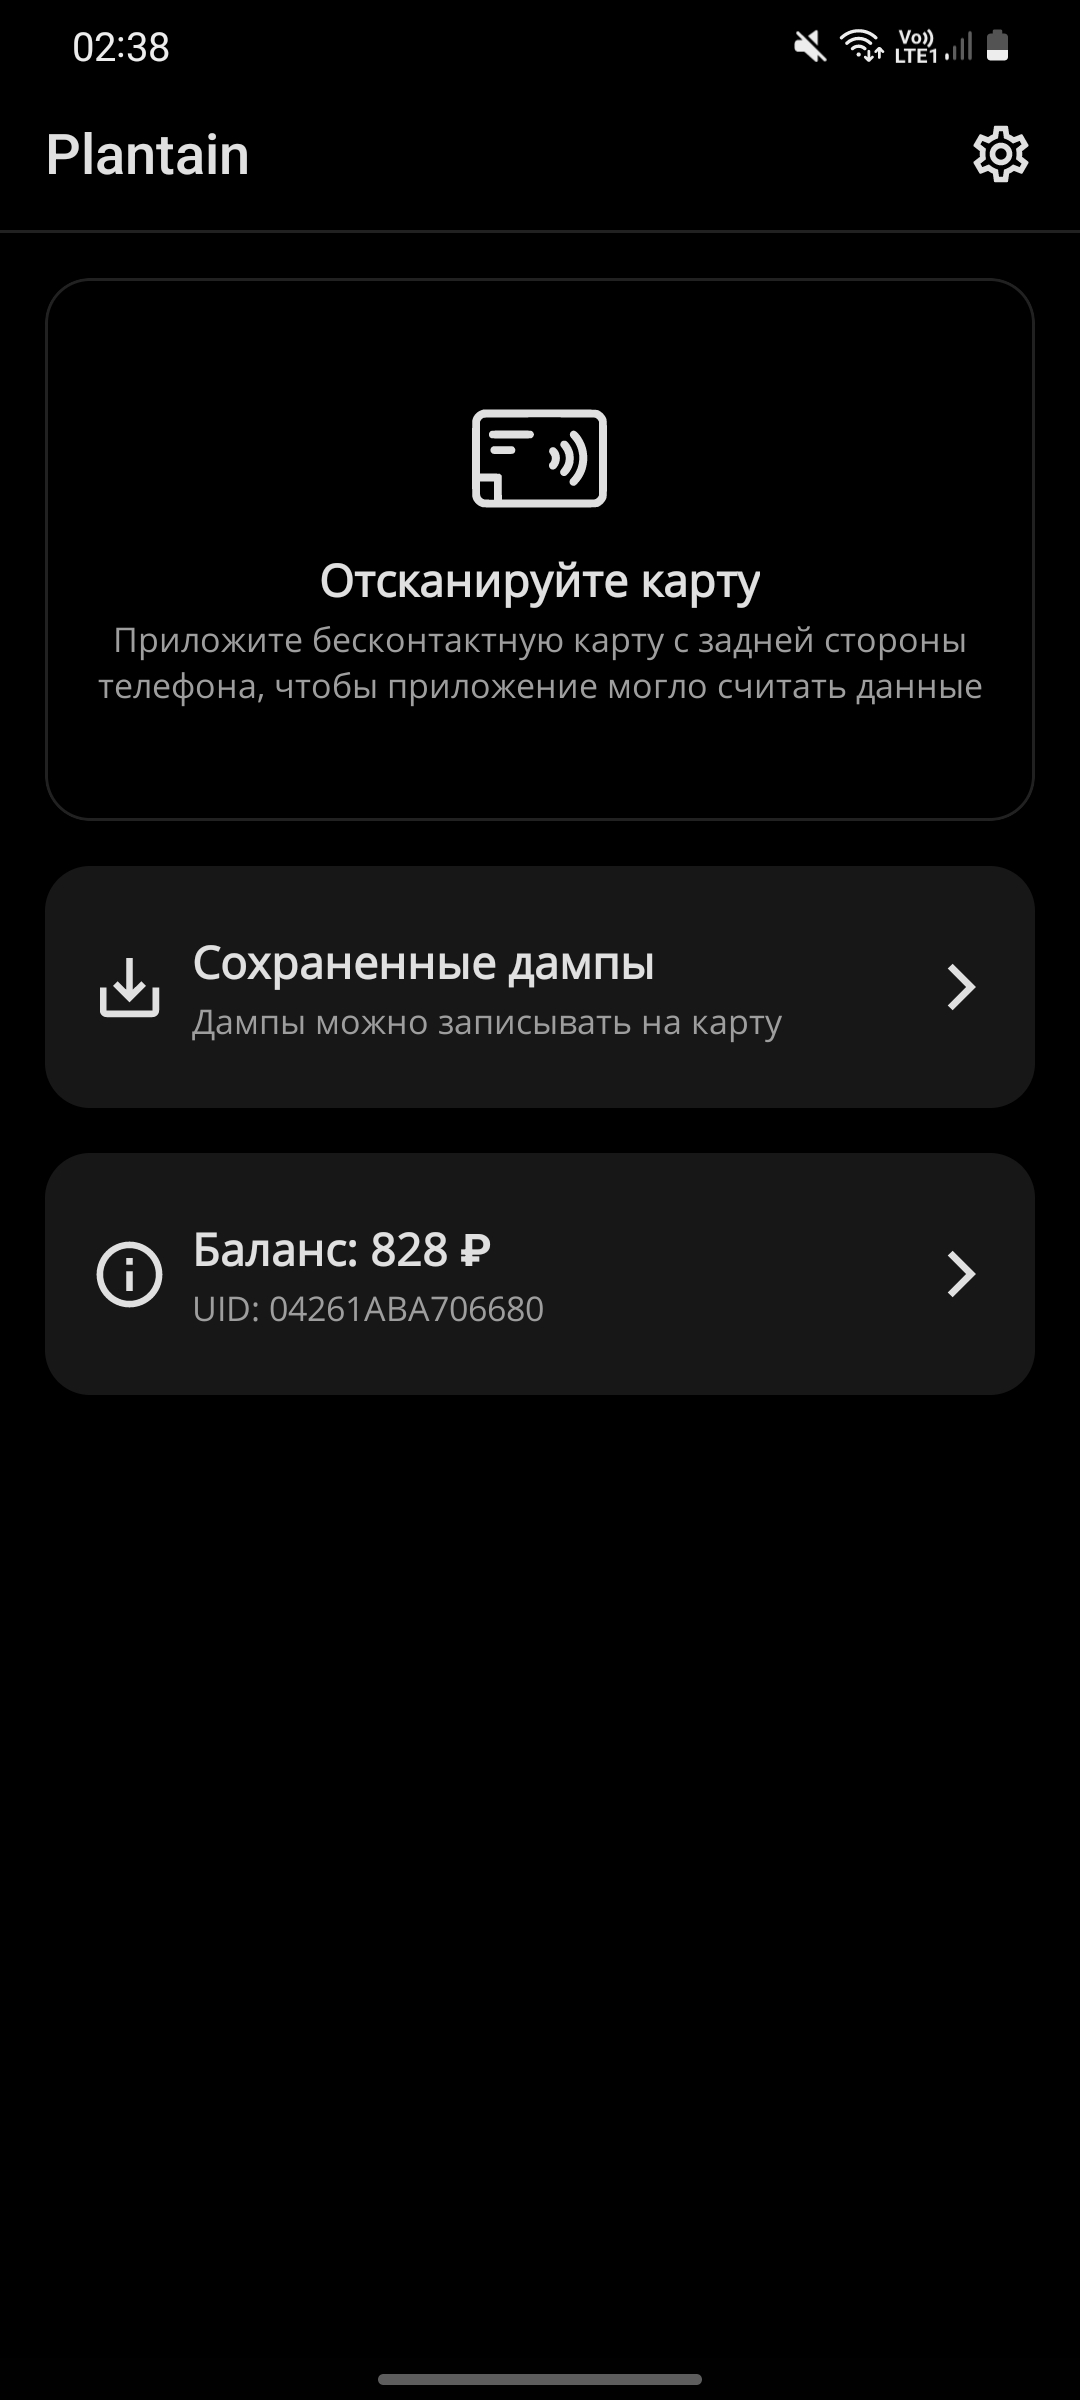 02:38
Vo))
LTE1
Plantain
Отсканируйте карту
Приложите бесконтактную карту с задней стороны
телефона, чтобы приложение могло считать данные
Сохраненные дампы
Дампы можно записывать на карту
Баланс: 828 ₽
UID: 04261ABA706680